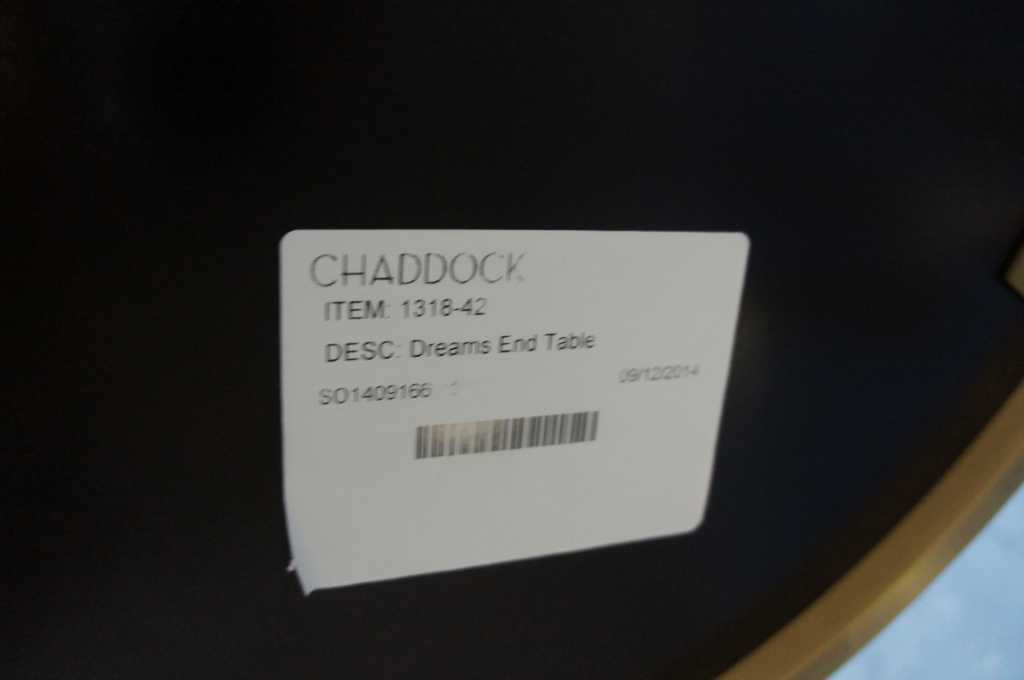 CHADDOCK
ITEM: 1318-42
DESC: Dreams End Table
SO1409166
09/12/2014